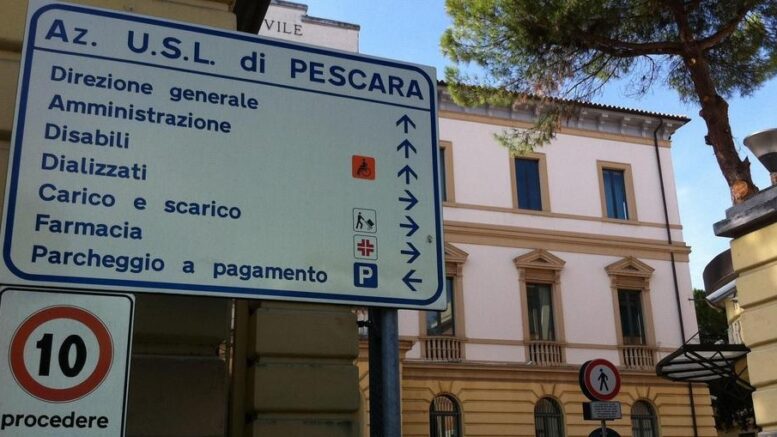 VILE
Az. U.S.L. di PESCARA
Direzione generale
Amministrazione
Disabili
Dializzati
Carico e scarico
Farmacia
Parcheggio a pagamento P
10
procedere